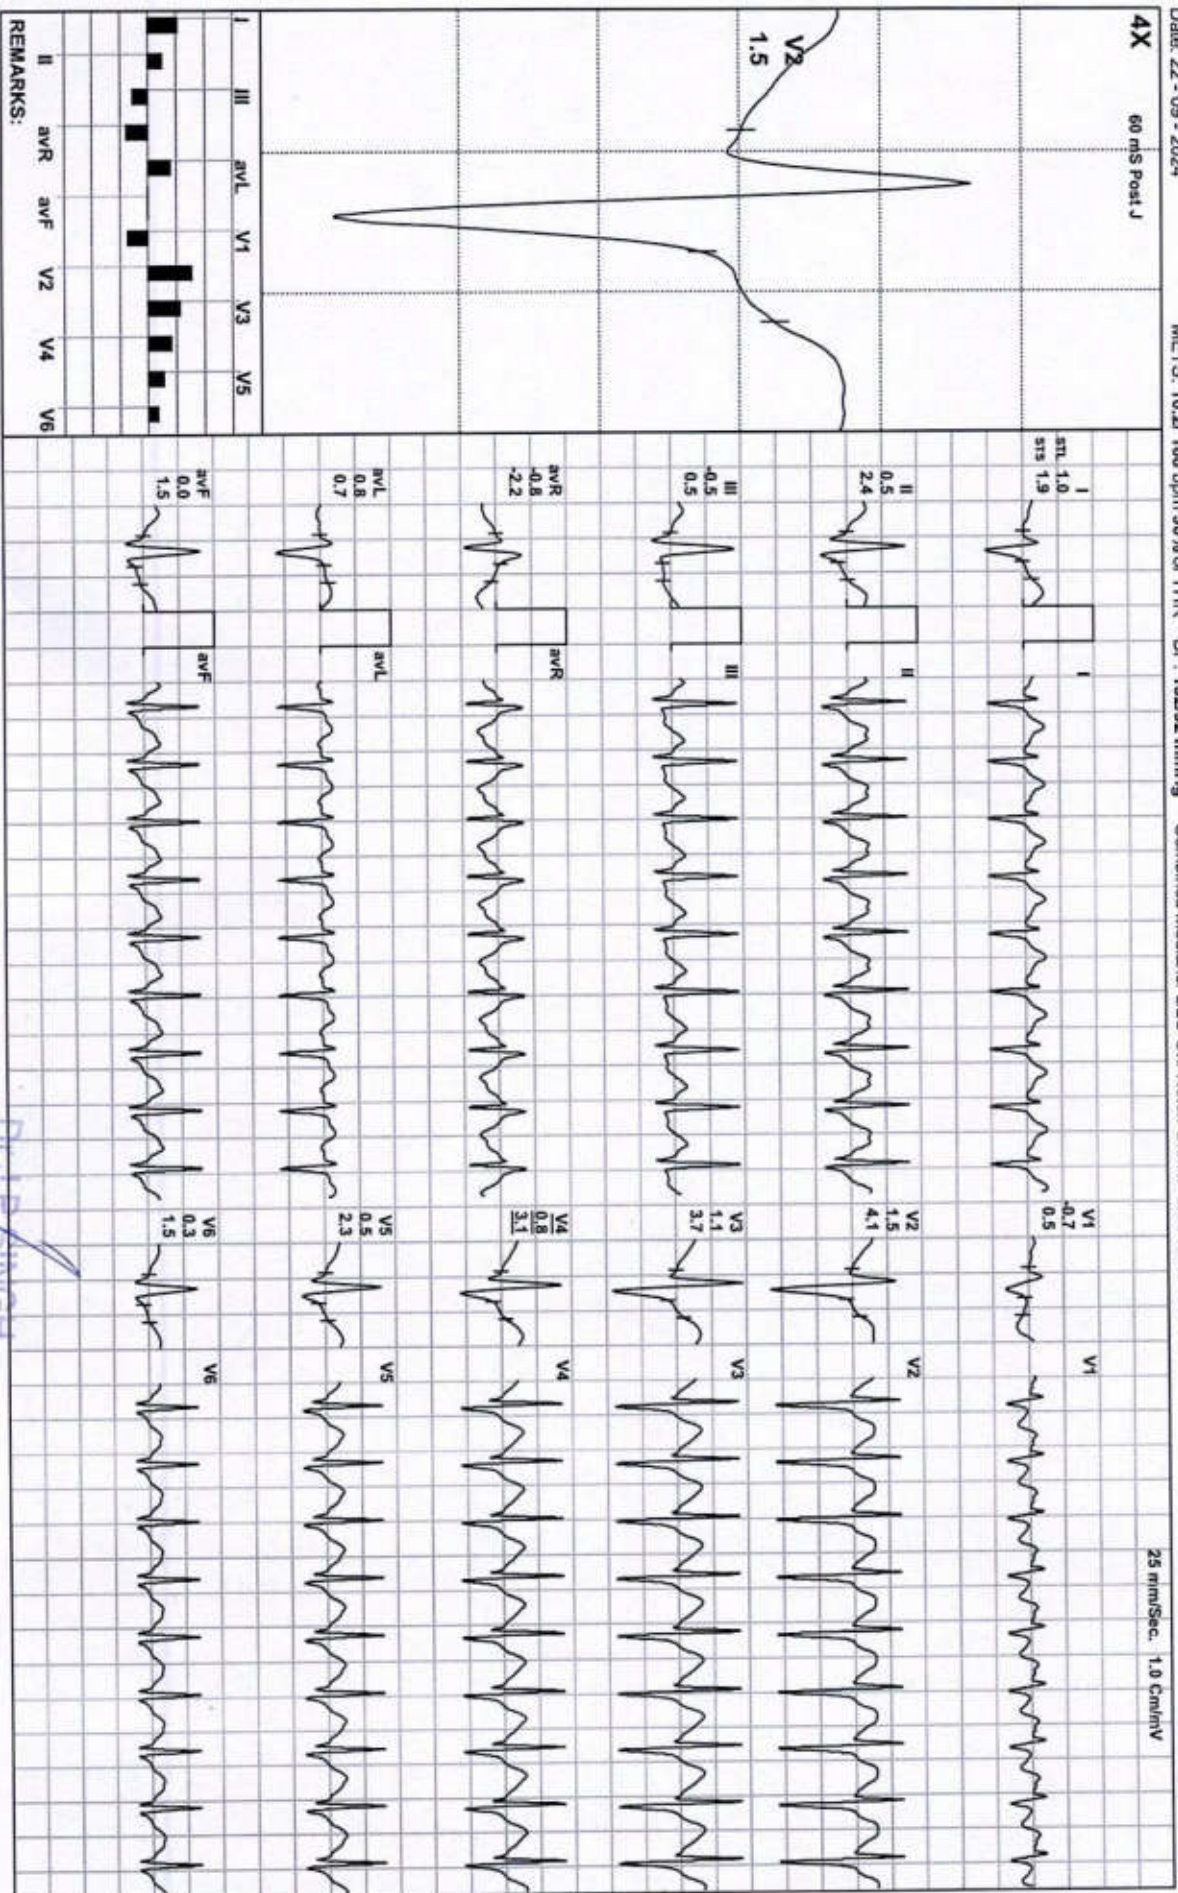 Date: 22 - 09 - 2024
4X
60 mS Post J
25 mm/Sec. 1.0 Cm/mV
V2
1.5
I
STL 1.0
STS 1.9
I
V1
-0.7
0.5
V1
II
0.5
2.4
II
V2
1.5
4.1
V2
III
-0.5
0.5
III
V3
1.1
3.7
V3
avR
-0.8
-2.2
avR
V4
0.8
3.1
V4
avL
0.8
0.7
avL
V5
0.5
2.3
V5
avF
0.0
1.5
avF
V6
0.3
1.5
V6
I III avL V1 V3 V5
II avR avF V2 V4 V6
REMARKS: